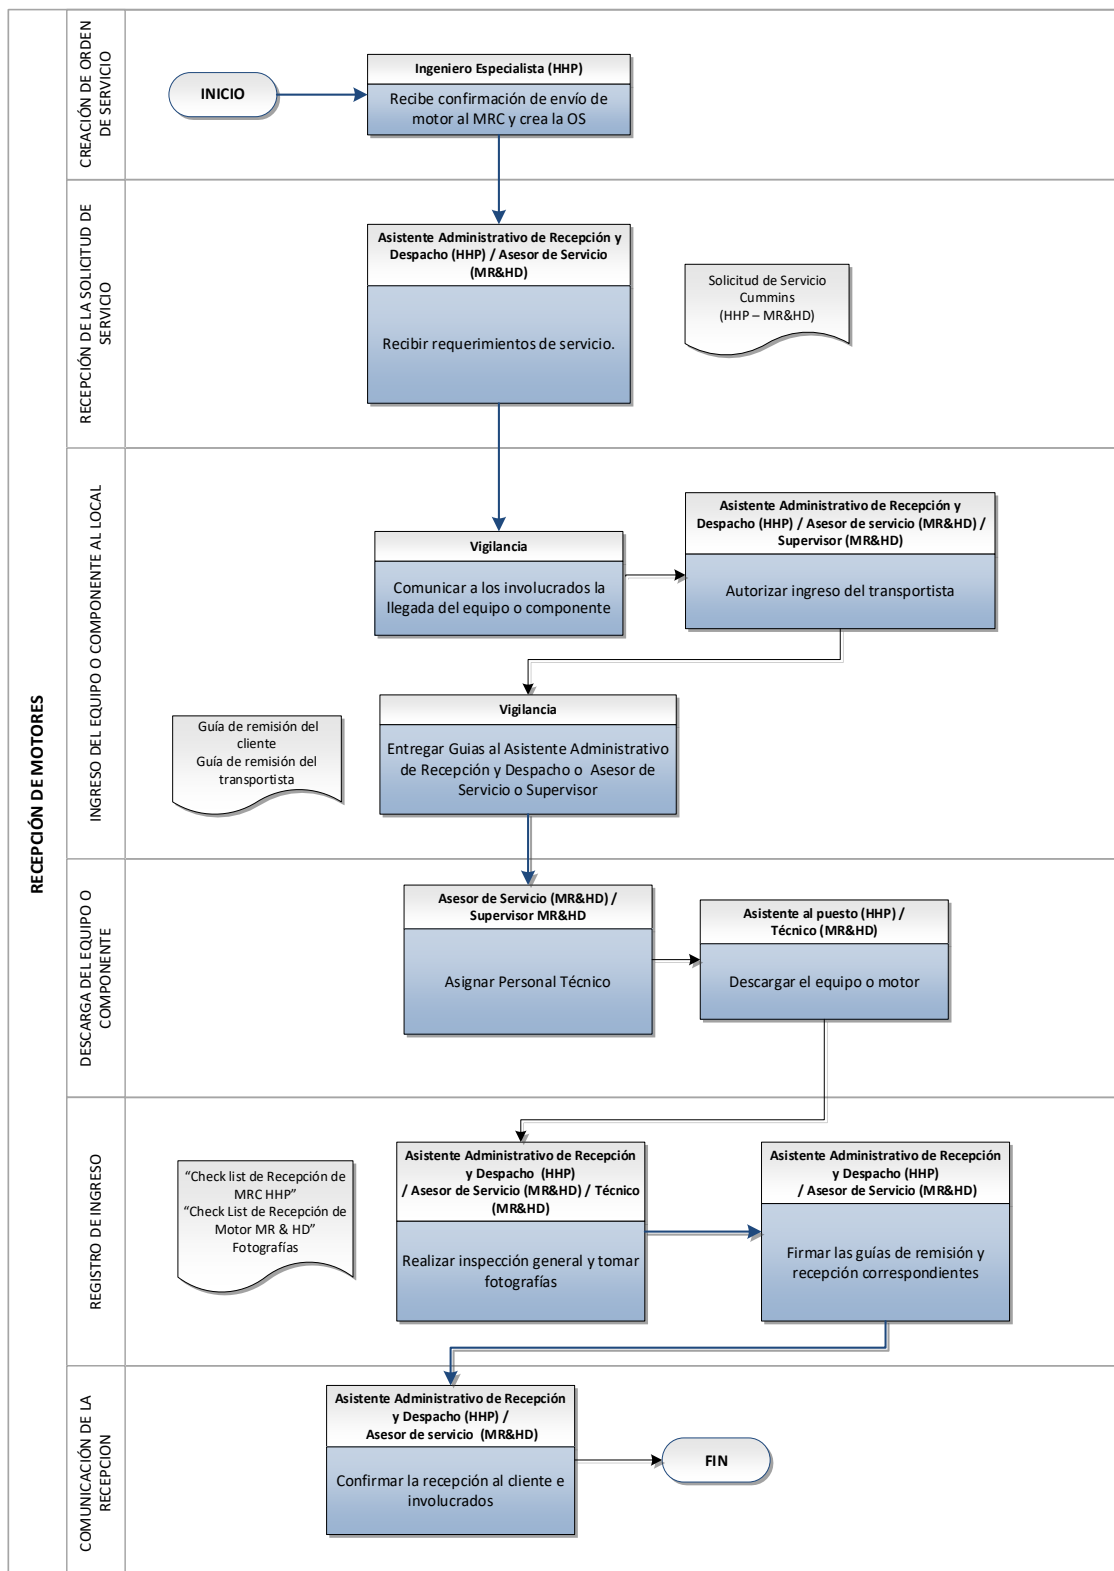 RECEPCIÓN DE MOTORES
CREACIÓN DE ORDEN
DE SERVICIO
INICIO
Ingeniero Especialista (HHP)
Recibe confirmación de envío de
motor al MRC y crea la OS
RECEPCIÓN DE LA SOLICITUD DE
SERVICIO
Asistente Administrativo de Recepción y
Despacho (HHP) / Asesor de Servicio
(MR&HD)
Recibir requerimientos de servicio.
Solicitud de Servicio
Cummins
(HHP – MR&HD)
INGRESO DEL EQUIPO O COMPONENTE AL LOCAL
Vigilancia
Comunicar a los involucrados la
llegada del equipo o componente
Asistente Administrativo de Recepción y
Despacho (HHP) / Asesor de servicio (MR&HD) /
Supervisor (MR&HD)
Autorizar ingreso del transportista
Guía de remisión del
cliente
Guía de remisión del
transportista
Vigilancia
Entregar Guias al Asistente Administrativo
de Recepción y Despacho o Asesor de
Servicio o Supervisor
DESCARGA DEL EQUIPO O
COMPONENTE
Asesor de Servicio (MR&HD) /
Supervisor MR&HD
Asignar Personal Técnico
Asistente al puesto (HHP) /
Técnico (MR&HD)
Descargar el equipo o motor
REGISTRO DE INGRESO
“Check list de Recepción de
MRC HHP”
“Check List de Recepción de
Motor MR & HD”
Fotografías
Asistente Administrativo de Recepción
y Despacho (HHP)
/ Asesor de Servicio (MR&HD) / Técnico
(MR&HD)
Realizar inspección general y tomar
fotografías
Asistente Administrativo de Recepción
y Despacho (HHP)
/ Asesor de Servicio (MR&HD)
Firmar las guías de remisión y
recepción correspondientes
COMUNICACIÓN DE LA
RECEPCION
Asistente Administrativo de Recepción
y Despacho (HHP) /
Asesor de servicio (MR&HD)
Confirmar la recepción al cliente e
involucrados
FIN